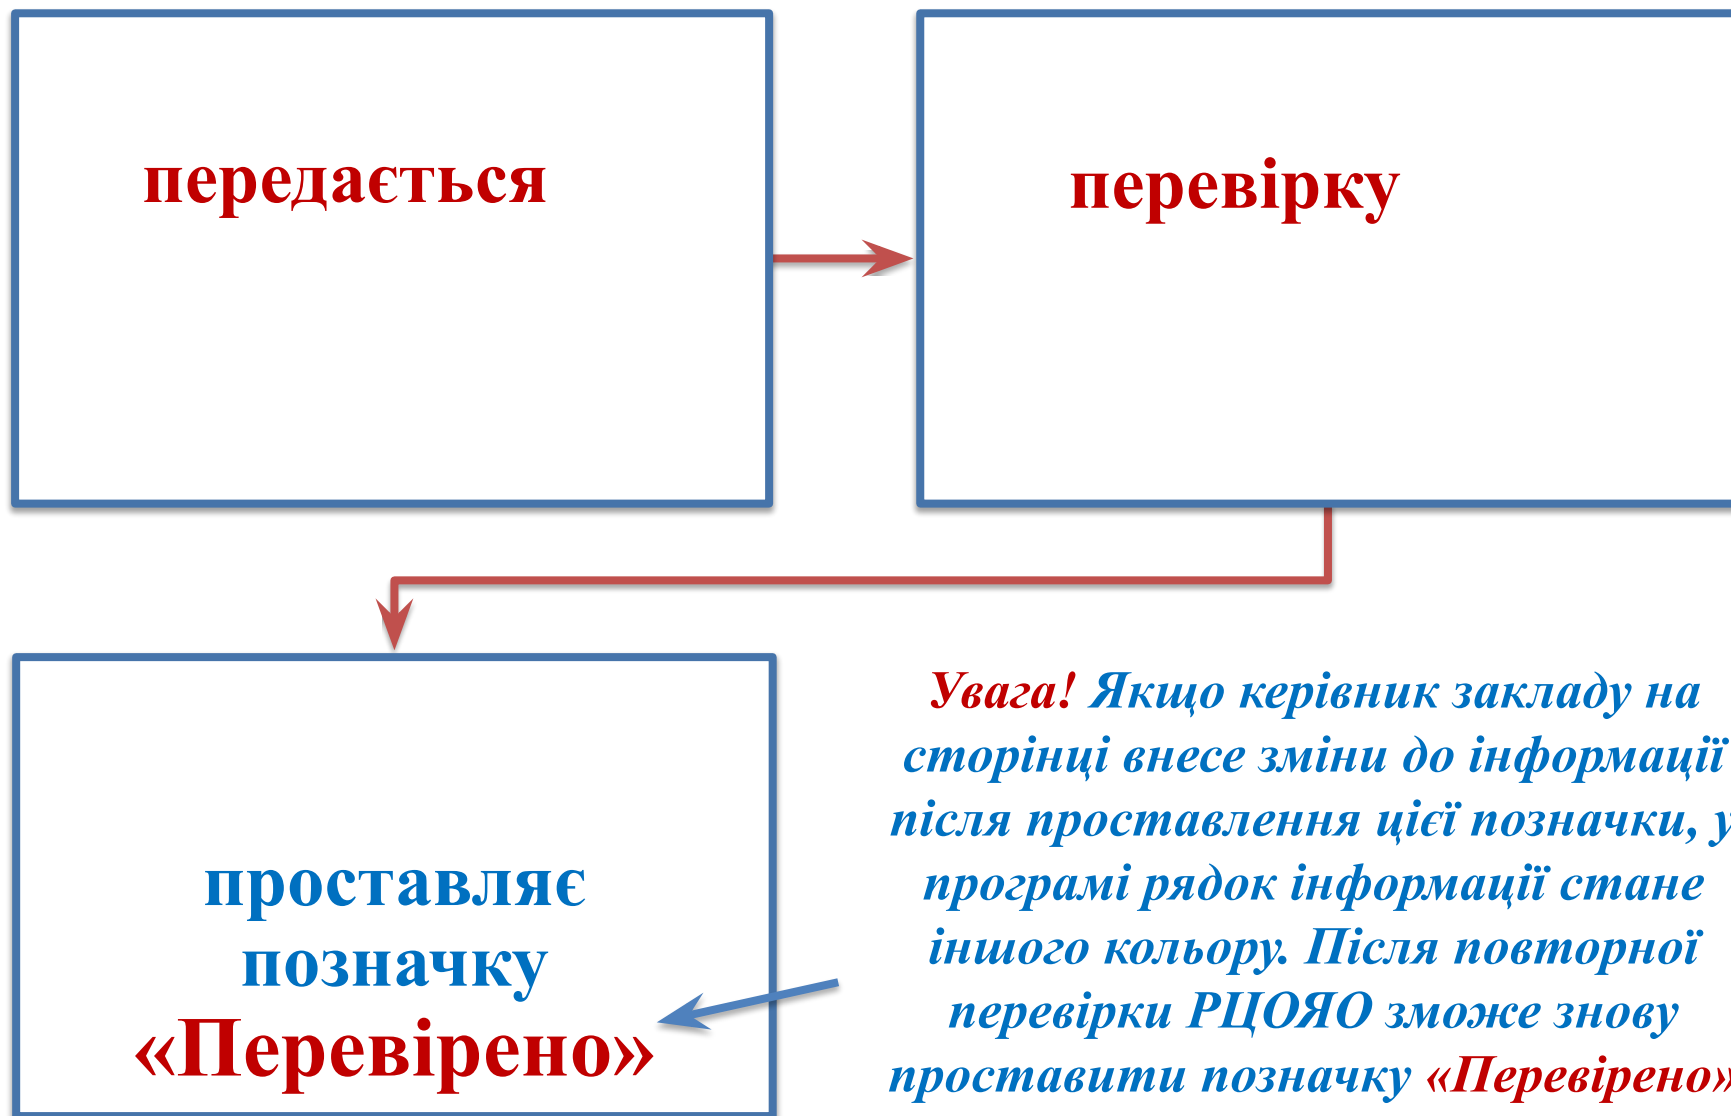 передається
перевірку
проставляє
позначку
«Перевірено»
Увага! Якщо керівник закладу на
сторінці внесе зміни до інформації
після проставлення цієї позначки, у
програмі рядок інформації стане
іншого кольору. Після повторної
перевірки РЦОЯО зможе знову
проставити позначку «Перевірено»